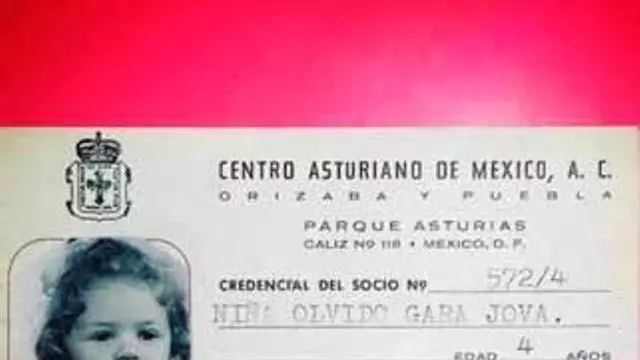 CENTRO ASTURIANO DE MEXICO, A. C.
ORIZABA Y PUEBLA
PARQUE ASTURIAS
CALIZ Nº 118 • MEXICO, D. F.
CREDENCIAL DEL SOCIO Nº 572/4
NIÑA OLVIDO GARA JOVA.
EDAD 4 AÑOS